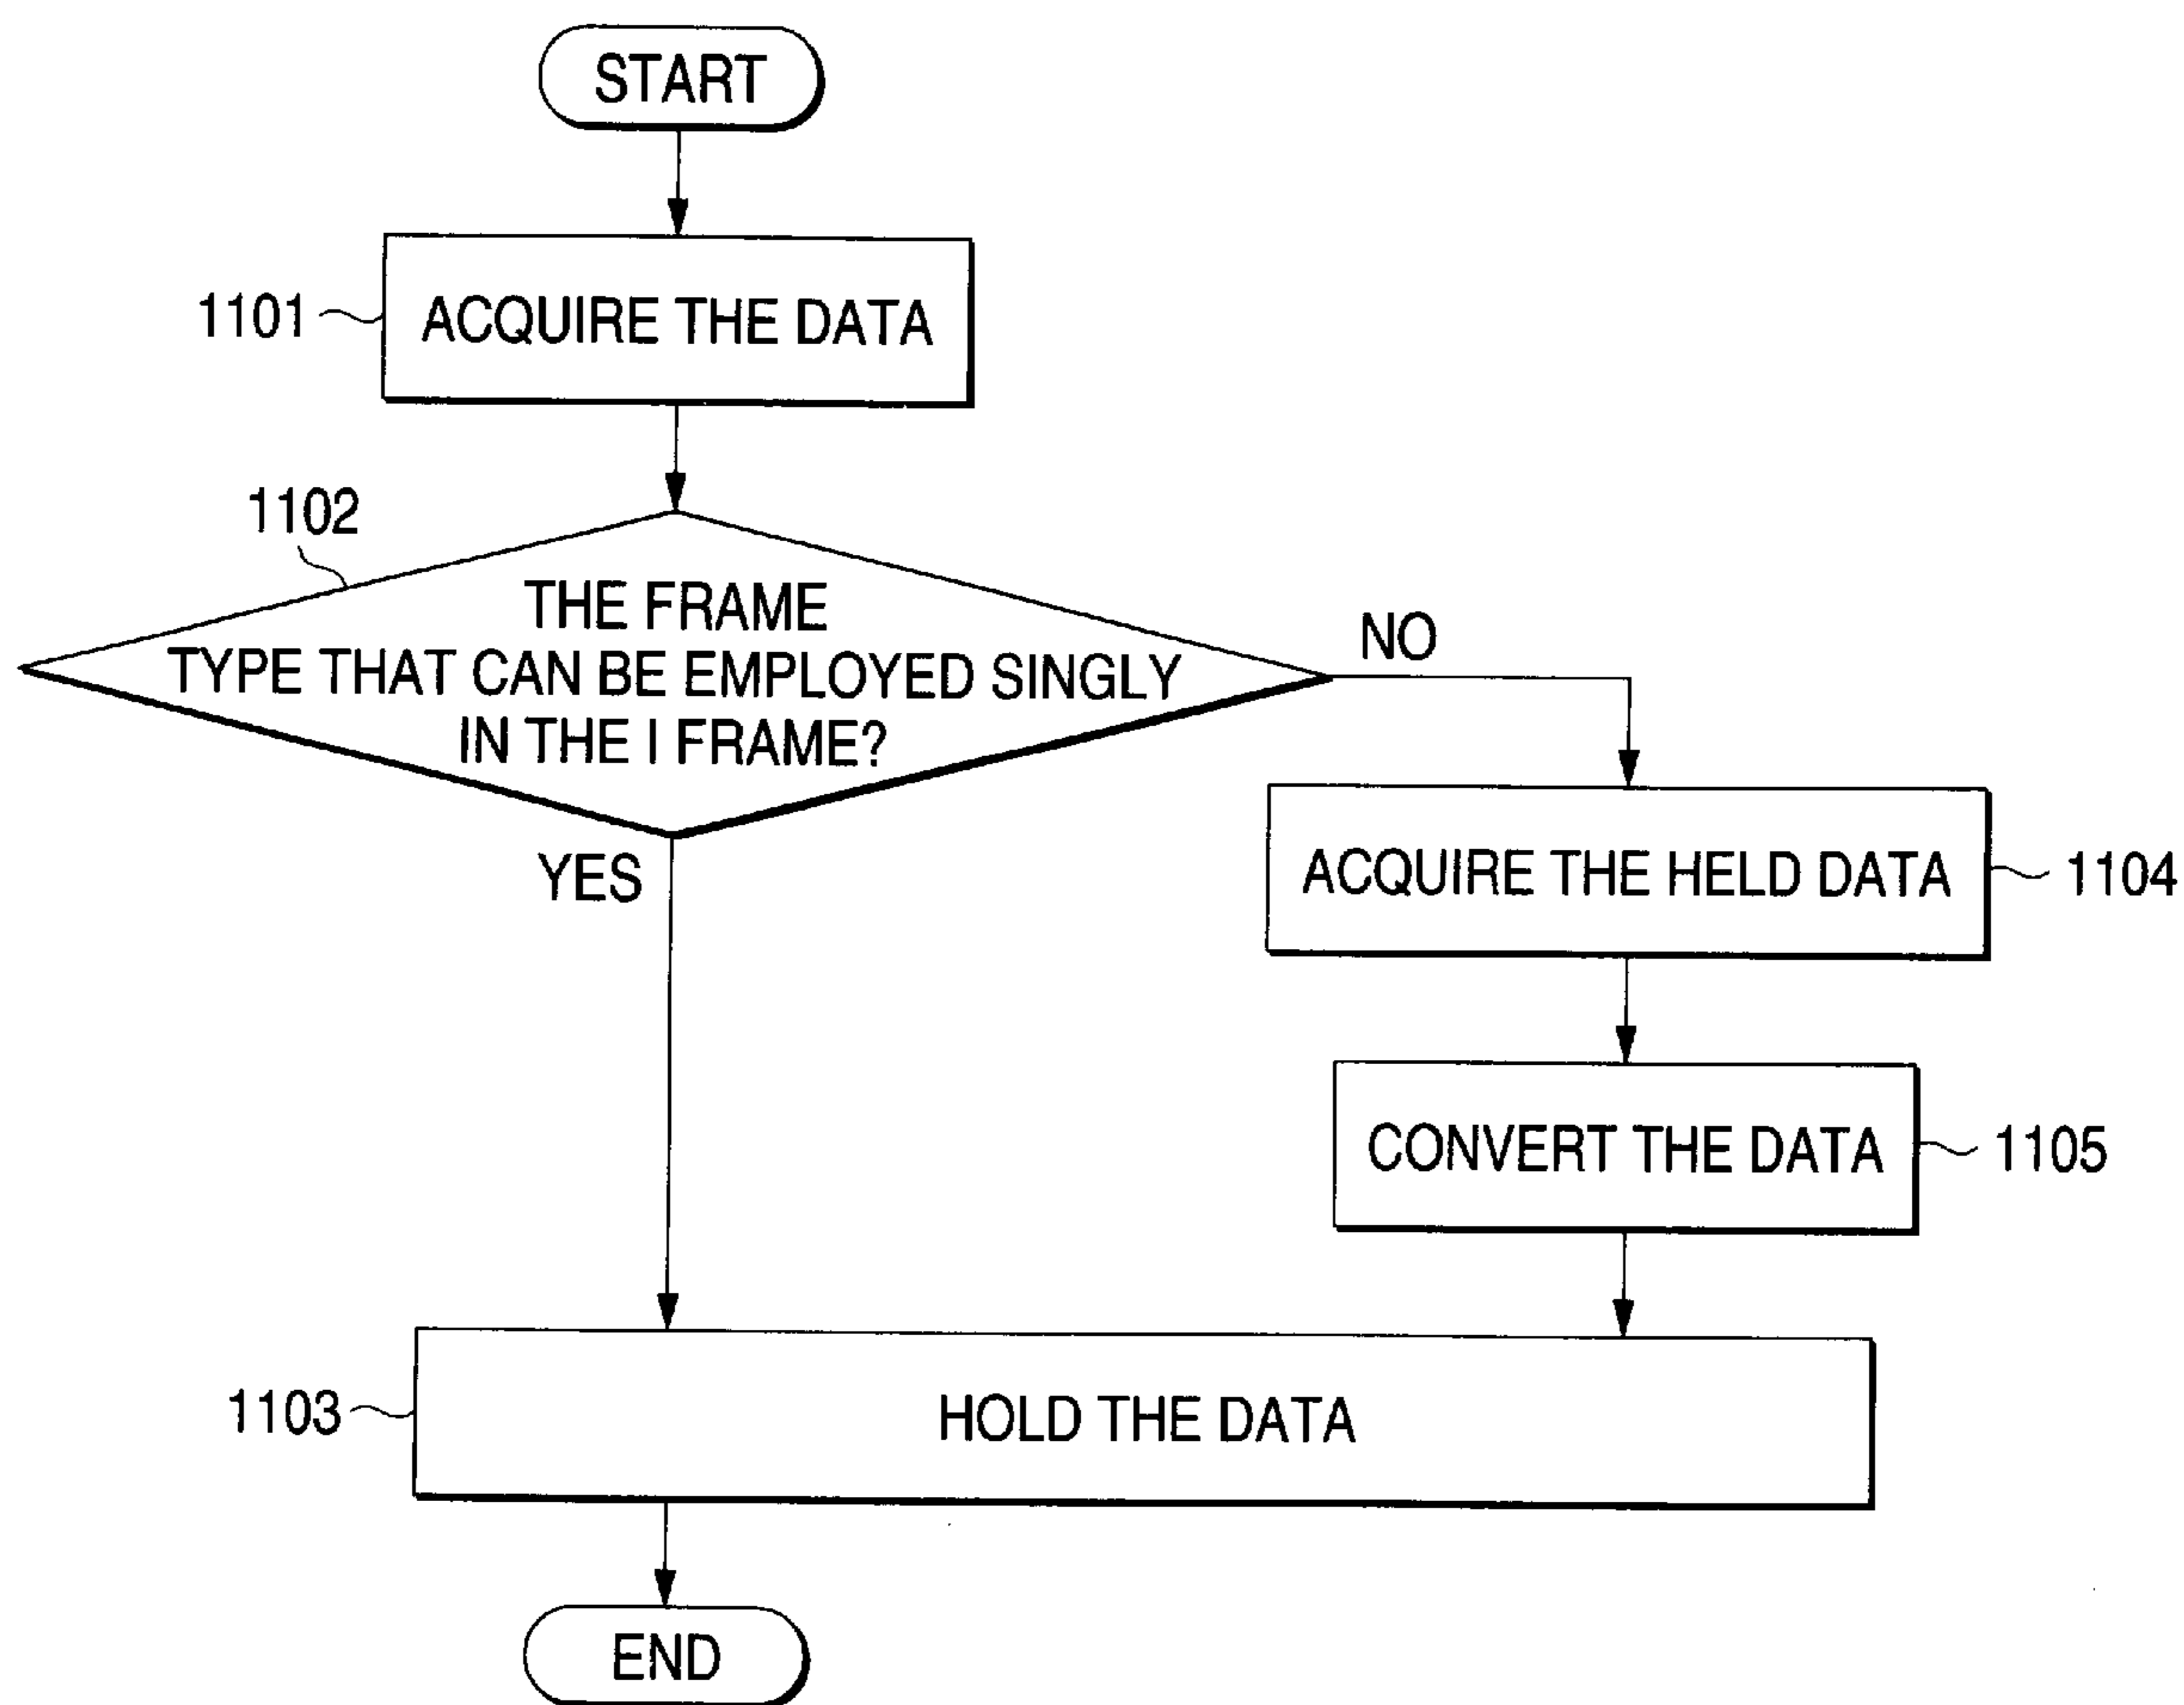 START
1101
ACQUIRE THE DATA
1102
THE FRAME
TYPE THAT CAN BE EMPLOYED SINGLY
IN THE I FRAME?
NO
YES
ACQUIRE THE HELD DATA
1104
CONVERT THE DATA
1105
1103
HOLD THE DATA
END